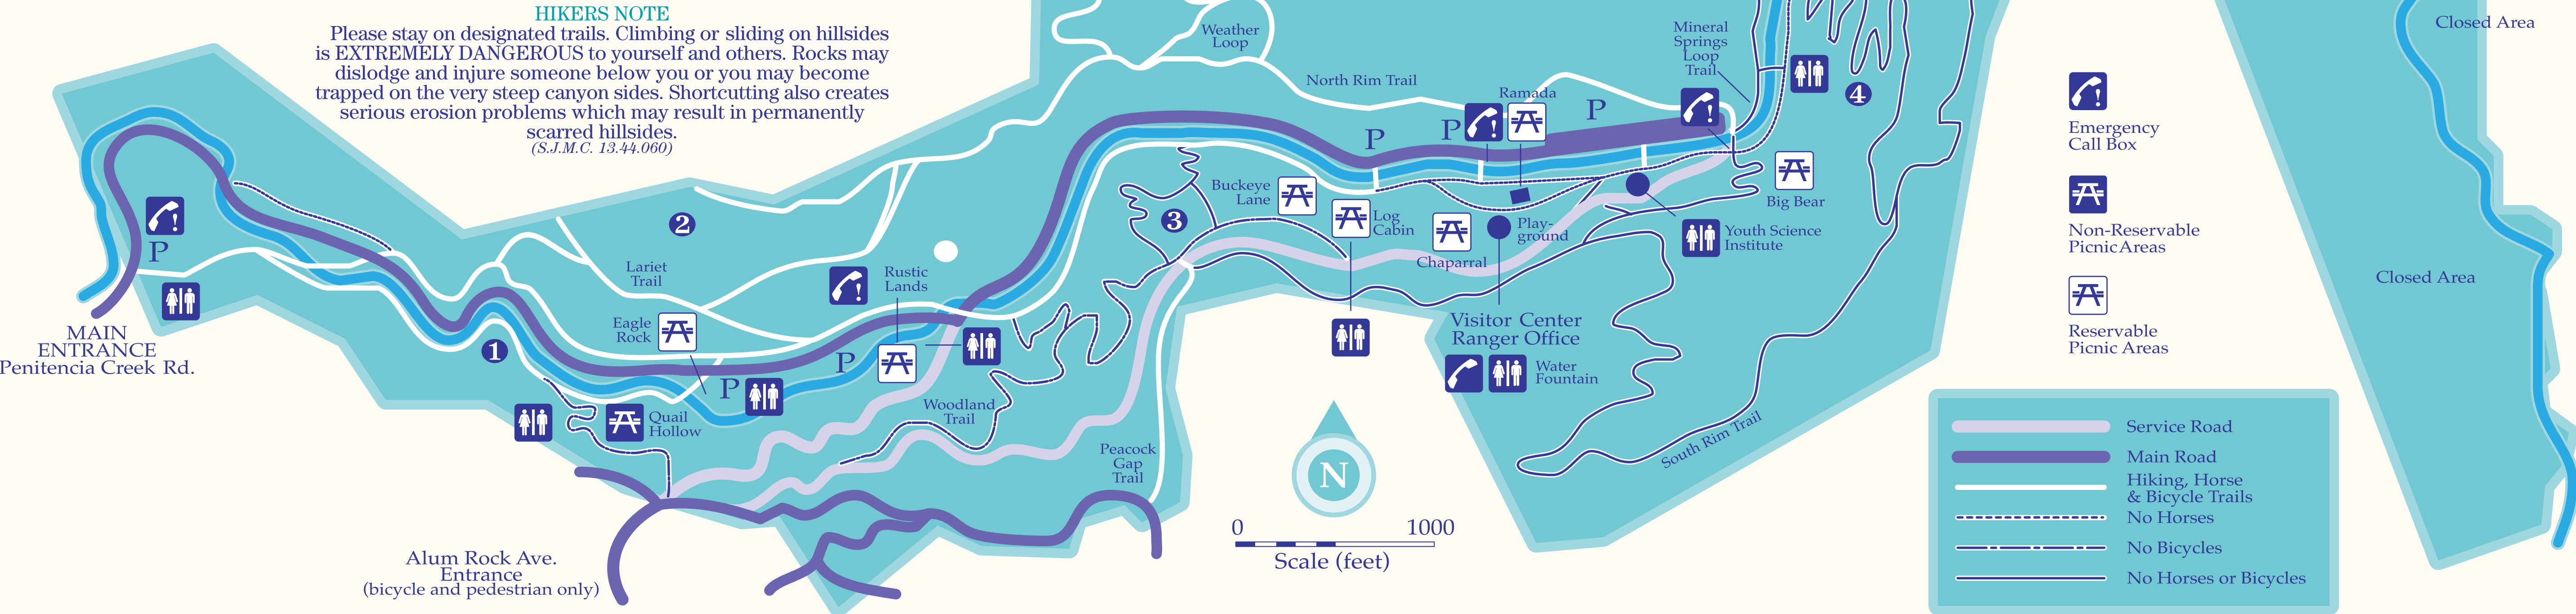 HIKERS NOTE
Please stay on designated trails. Climbing or sliding on hillsides
is EXTREMELY DANGEROUS to yourself and others. Rocks may
dislodge and injure someone below you or you may become
trapped on the very steep canyon sides. Shortcutting also creates
serious erosion problems which may result in permanently
scarred hillsides.
(S.J.M.C. 13.44.060)
Weather
Loop
North Rim Trail
Mineral
Springs
Loop
Trail
Ramada
P
P
P
4
Closed Area
Emergency
Call Box
Non-Reservable
Picnic Areas
Reservable
Picnic Areas
Closed Area
P
MAIN
ENTRANCE
Penitencia Creek Rd.
2
Lariet
Trail
Rustic
Lands
Eagle
Rock
1
P
P
Quail
Hollow
Woodland
Trail
Peacock
Gap
Trail
3
Buckeye
Lane
Log
Cabin
Chaparral
Play-
ground
Big Bear
Youth Science
Institute
Visitor Center
Ranger Office
Water
Fountain
South Rim Trail
N
0 1000
Scale (feet)
Alum Rock Ave.
Entrance
(bicycle and pedestrian only)
Service Road
Main Road
Hiking, Horse
& Bicycle Trails
No Horses
No Bicycles
No Horses or Bicycles